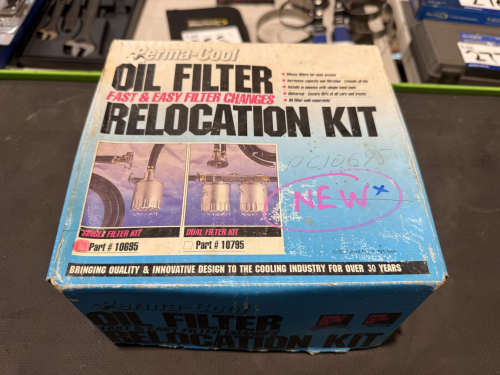 Perma-Cool
OIL FILTER
FAST & EASY FILTER CHANGES
RELOCATION KIT
PC10695
NEW x
SINGLE FILTER KIT
DUAL FILTER KIT
Part # 10695
Part # 10795
BRINGING QUALITY & INNOVATIVE DESIGN TO THE COOLING INDUSTRY FOR OVER 30 YEARS
Perma-Cool
OIL FILTER
RELOCATION KIT